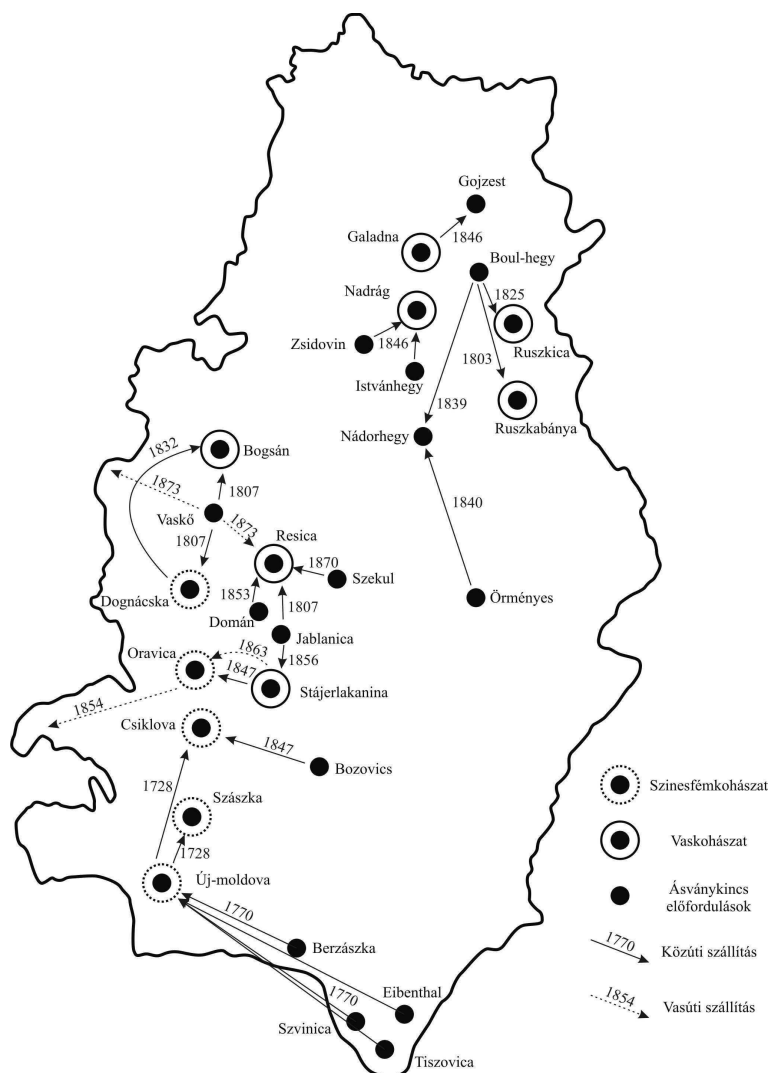 Gojzest
Galadna
1846
Boul-hegy
Nadrág
1825
Zsidovin
1846
Ruszkica
1803
Istvánhegy
1839
Ruszkabánya
Nádorhegy
1832
Bogsán
1873
1807
1840
Vaskő
1873
1807
Resica
1870
Dognácska
1853
Szekul
Domán
1807
Örményes
Jablanica
Oravica
1863
1856
1847
Stájerlakanina
1854
Csiklova
1847
Bozovics
1728
Szászka
1728
Új-moldova
1770
Berzászka
Eibenthal
1770
Szvinica
Tiszovica
Szinesfémkohászat
Vaskohászat
Ásványkincs
előfordulások
1770
Közúti szállítás
1854
Vasúti szállítás